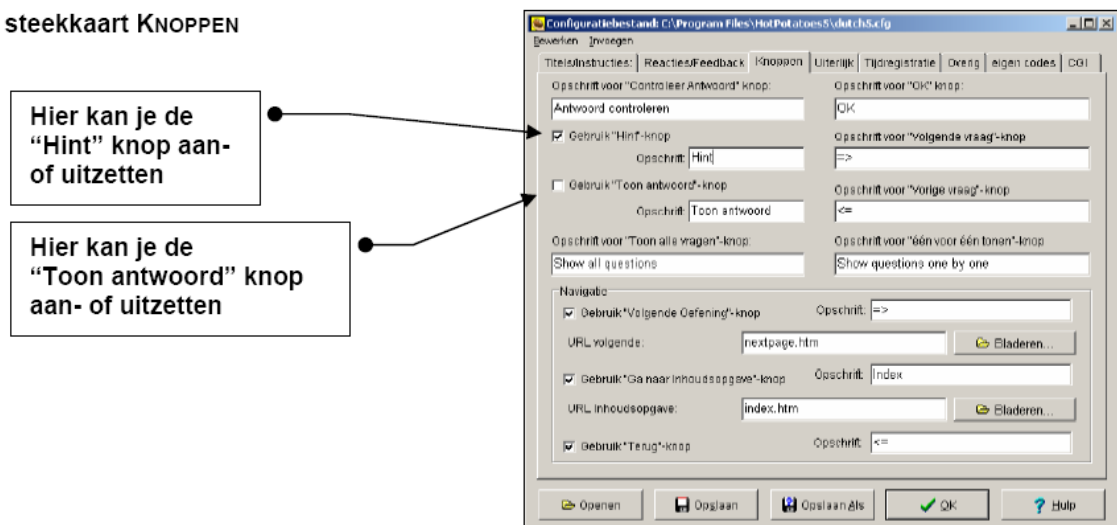 steekkaart KNOPPEN
Hier kan je de
“Hint” knop aan-
of uitzetten
Hier kan je de
“Toon antwoord” knop
aan- of uitzetten
Configuratiebestand: C:\Program Files\HotPotatoes5\dutch5.cfg
Bewerken Invoegen
Titels/Instructies: Reacties/Feedback Knoppen Uiterlijk Tijdregistratie Overig eigen codes CGI
Opschrift voor "Controleer Antwoord" knop: Opschrift voor "OK" knop:
Antwoord controleren OK
Gebruik "Hint"-knop Opschrift voor "Volgende vraag"-knop
Opschrift: Hint =>
Gebruik "Toon antwoord"-knop Opschrift voor "Vorige vraag"-knop
Opschrift: Toon antwoord <=
Opschrift voor "Toon alle vragen"-knop: Opschrift voor "één voor één tonen"-knop
Show all questions Show questions one by one
Navigatie
Gebruik "Volgende Oefening"-knop Opschrift: =>
URL volgende: nextpage.htm Bladeren...
Gebruik "Ga naar Inhoudsopgave"-knop Opschrift: Index
URL Inhoudsopgave: index.htm Bladeren...
Gebruik "Terug"-knop Opschrift: <=
Openen Opslaan Opslaan Als OK Hulp